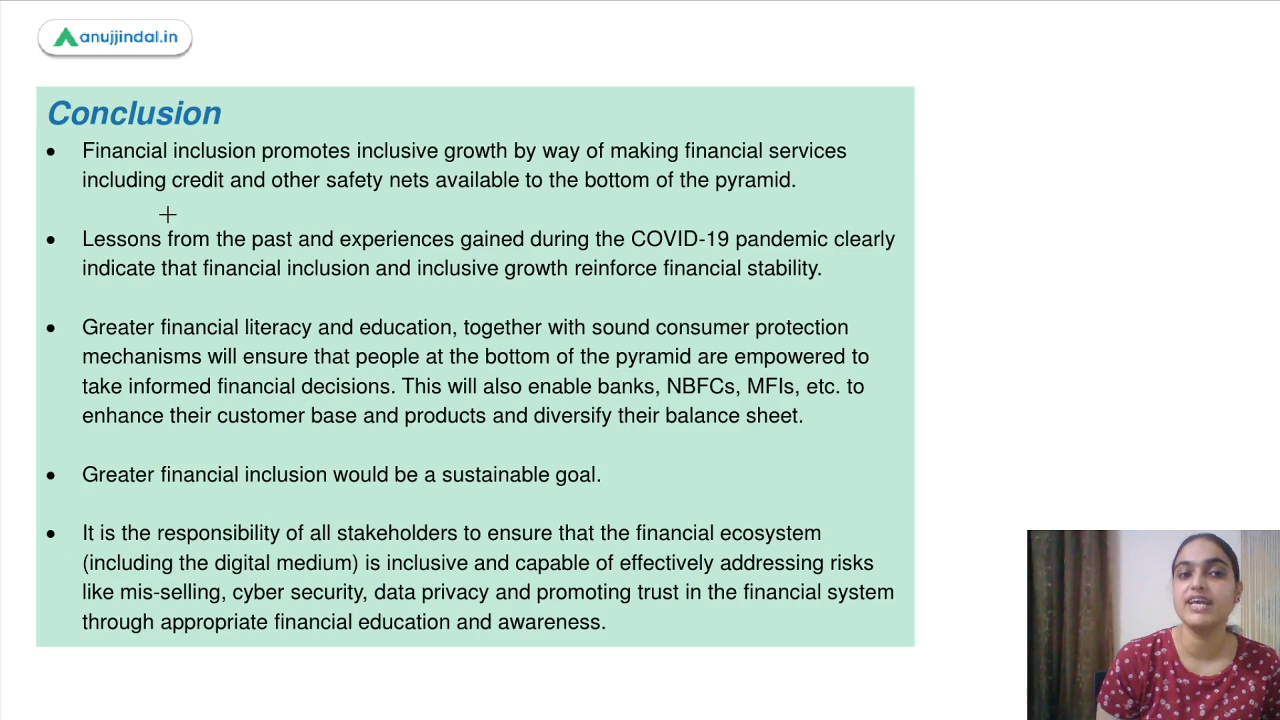 anujjindal.in
Conclusion
• Financial inclusion promotes inclusive growth by way of making financial services
including credit and other safety nets available to the bottom of the pyramid.
• Lessons from the past and experiences gained during the COVID-19 pandemic clearly
indicate that financial inclusion and inclusive growth reinforce financial stability.
• Greater financial literacy and education, together with sound consumer protection
mechanisms will ensure that people at the bottom of the pyramid are empowered to
take informed financial decisions. This will also enable banks, NBFCs, MFIs, etc. to
enhance their customer base and products and diversify their balance sheet.
• Greater financial inclusion would be a sustainable goal.
• It is the responsibility of all stakeholders to ensure that the financial ecosystem
(including the digital medium) is inclusive and capable of effectively addressing risks
like mis-selling, cyber security, data privacy and promoting trust in the financial system
through appropriate financial education and awareness.